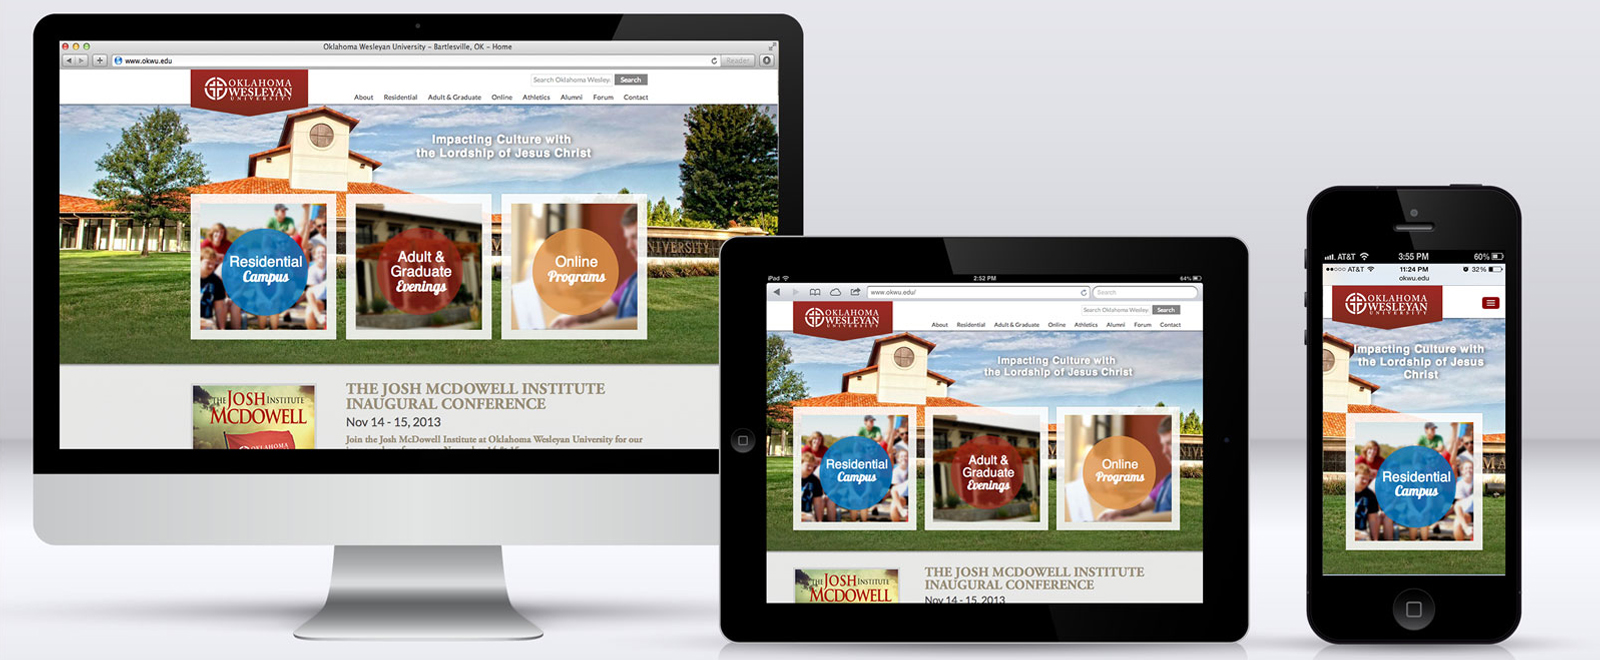 Oklahoma Wesleyan University – Bartlesville, OK – Home
www.okwu.edu
Reader
OKLAHOMA
WESLEYAN
UNIVERSITY
Search Oklahoma Wesley
Search
About Residential Adult & Graduate Online Athletics Alumni Forum Contact
Impacting Culture with
the Lordship of Jesus Christ
UNIVERSITY
Residential
Campus
Adult &
Graduate
Evenings
Online
Programs
THE JOSH INSTITUTE
MCDOWELL
OKLAHOMA
THE JOSH MCDOWELL INSTITUTE
INAUGURAL CONFERENCE
Nov 14 - 15, 2013
Join the Josh McDowell Institute at Oklahoma Wesleyan University for our
iPad
2:52 PM
64%
www.okwu.edu/
Search
OKLAHOMA
WESLEYAN
UNIVERSITY
Search Oklahoma Wesley
Search
About Residential Adult & Graduate Online Athletics Alumni Forum Contact
Impacting Culture with
the Lordship of Jesus Christ
Residential
Campus
Adult &
Graduate
Evenings
Online
Programs
THE JOSH INSTITUTE
MCDOWELL
THE JOSH MCDOWELL INSTITUTE
INAUGURAL CONFERENCE
Nov 14 - 15, 2013
AT&T 3:55 PM 60%
AT&T 11:24 PM 32%
okwu.edu
OKLAHOMA
WESLEYAN
UNIVERSITY
Impacting Culture with
the Lordship of Jesus
Christ
Residential
Campus